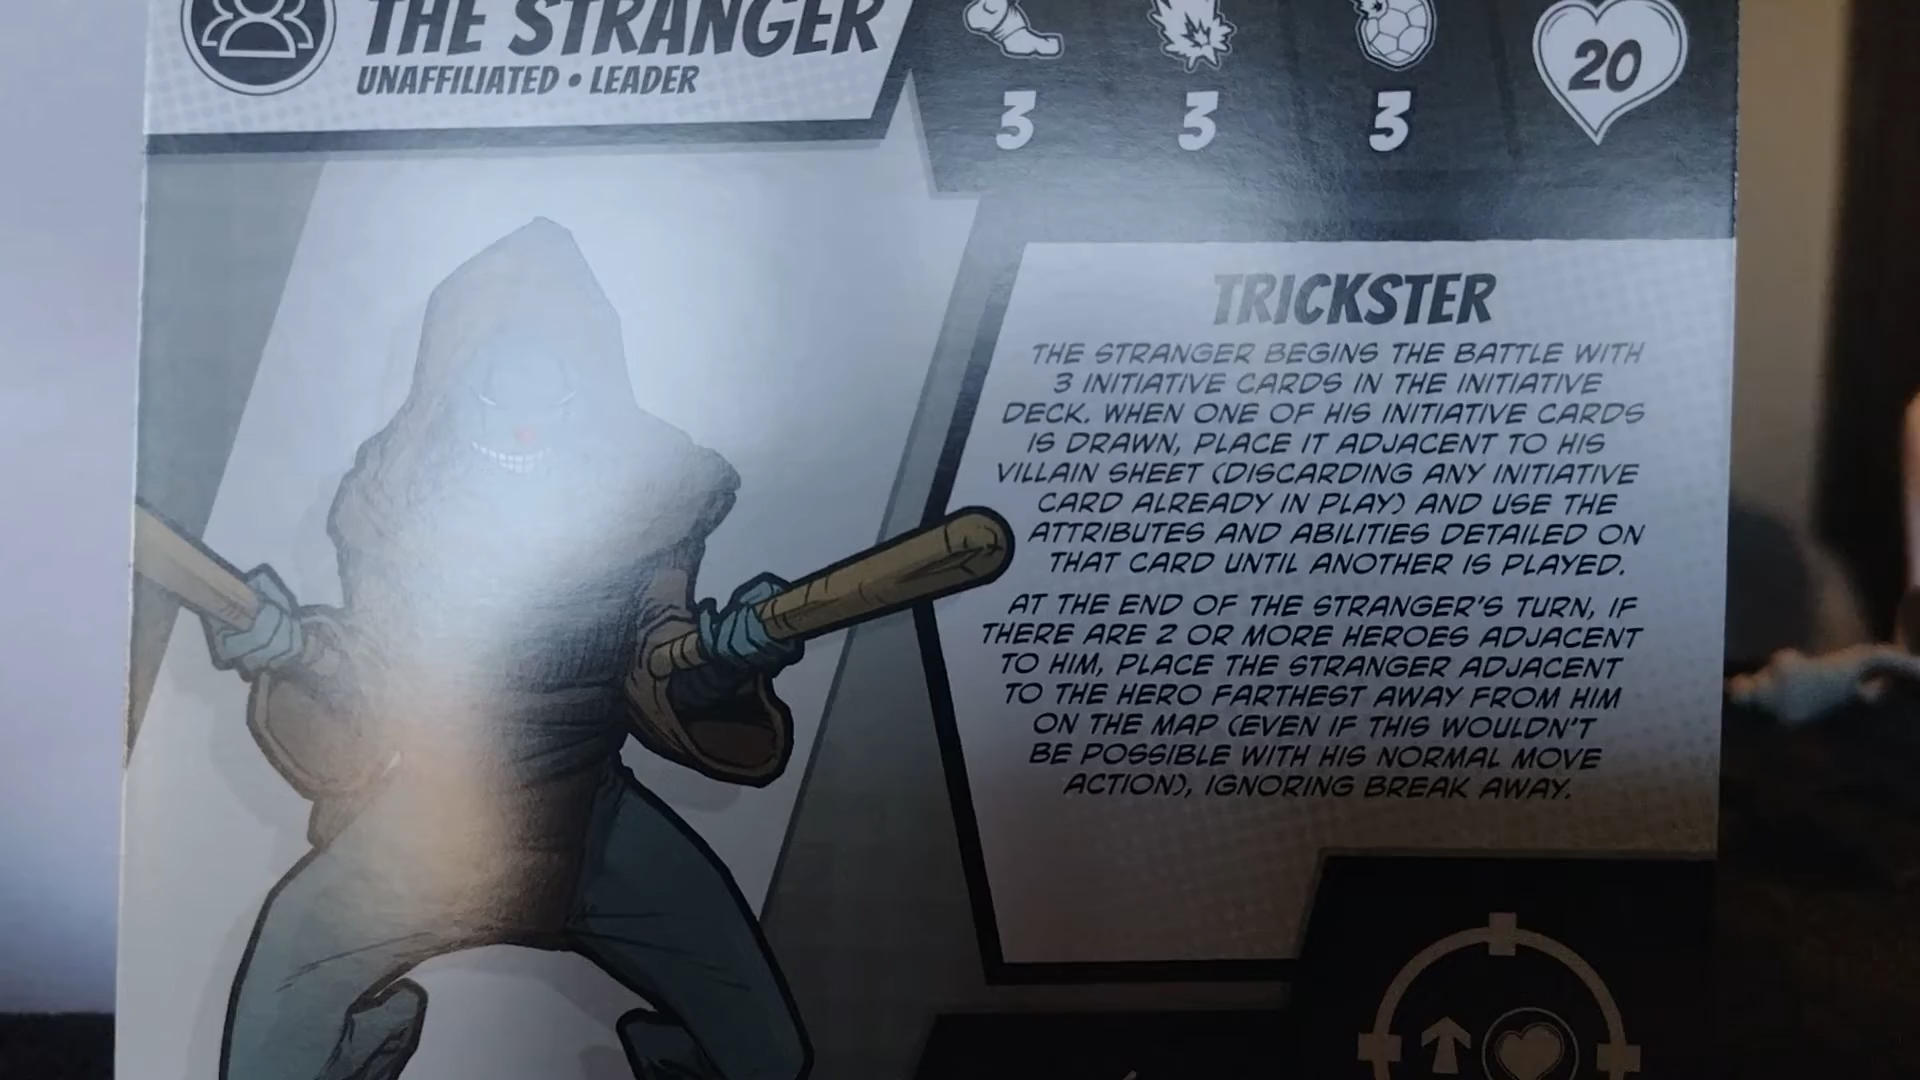 THE STRANGER
UNAFFILIATED • LEADER
3 3 3
20
TRICKSTER
THE STRANGER BEGINS THE BATTLE WITH
3 INITIATIVE CARDS IN THE INITIATIVE
DECK. WHEN ONE OF HIS INITIATIVE CARDS
IS DRAWN, PLACE IT ADJACENT TO HIS
VILLAIN SHEET (DISCARDING ANY INITIATIVE
CARD ALREADY IN PLAY) AND USE THE
ATTRIBUTES AND ABILITIES DETAILED ON
THAT CARD UNTIL ANOTHER IS PLAYED.
AT THE END OF THE STRANGER'S TURN, IF
THERE ARE 2 OR MORE HEROES ADJACENT
TO HIM, PLACE THE STRANGER ADJACENT
TO THE HERO FARTHEST AWAY FROM HIM
ON THE MAP (EVEN IF THIS WOULDN'T
BE POSSIBLE WITH HIS NORMAL MOVE
ACTION), IGNORING BREAK AWAY.